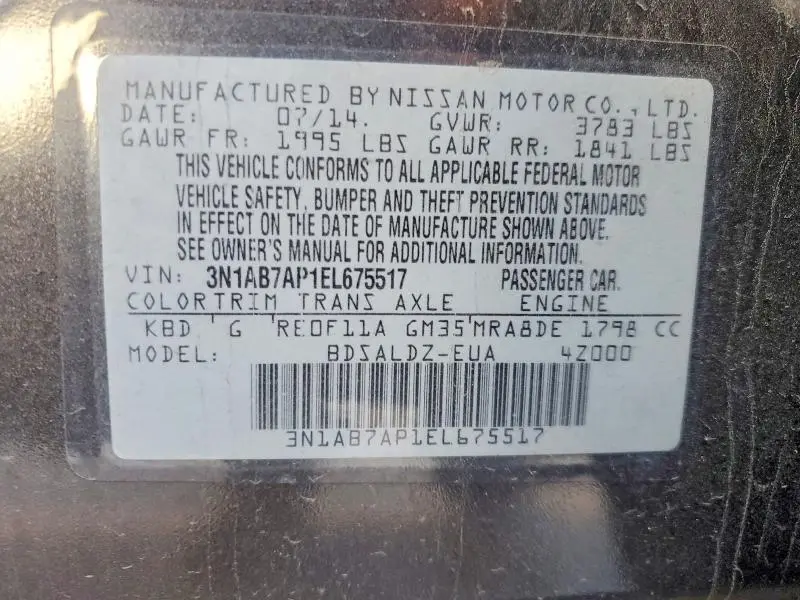 MANUFACTURED BY NISSAN MOTOR CO., LTD.
DATE: 07/14. GVWR: 3783 LBS
GAWR FR: 1995 LBS GAWR RR: 1841 LBS
THIS VEHICLE CONFORMS TO ALL APPLICABLE FEDERAL MOTOR
VEHICLE SAFETY, BUMPER AND THEFT PREVENTION STANDARDS
IN EFFECT ON THE DATE OF MANUFACTURE SHOWN ABOVE.
SEE OWNER'S MANUAL FOR ADDITIONAL INFORMATION.
VIN: 3N1AB7AP1EL675517 PASSENGER CAR.
COLORTRIM TRANS AXLE ENGINE
KBD G RE0F11A GM35 MRA8DE 1798 CC
MODEL: BDSALDZ-EUA 4Z000
3N1AB7AP1EL675517